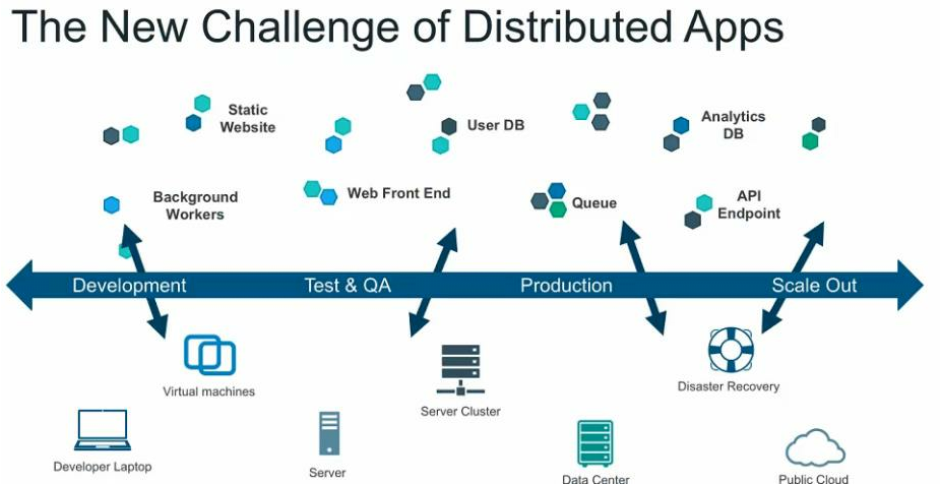 The New Challenge of Distributed Apps
Static
Website
User DB
Analytics
DB
Background
Workers
Web Front End
Queue
API
Endpoint
Development
Test & QA
Production
Scale Out
Virtual machines
Server Cluster
Disaster Recovery
Developer Laptop
Server
Data Center
Public Cloud